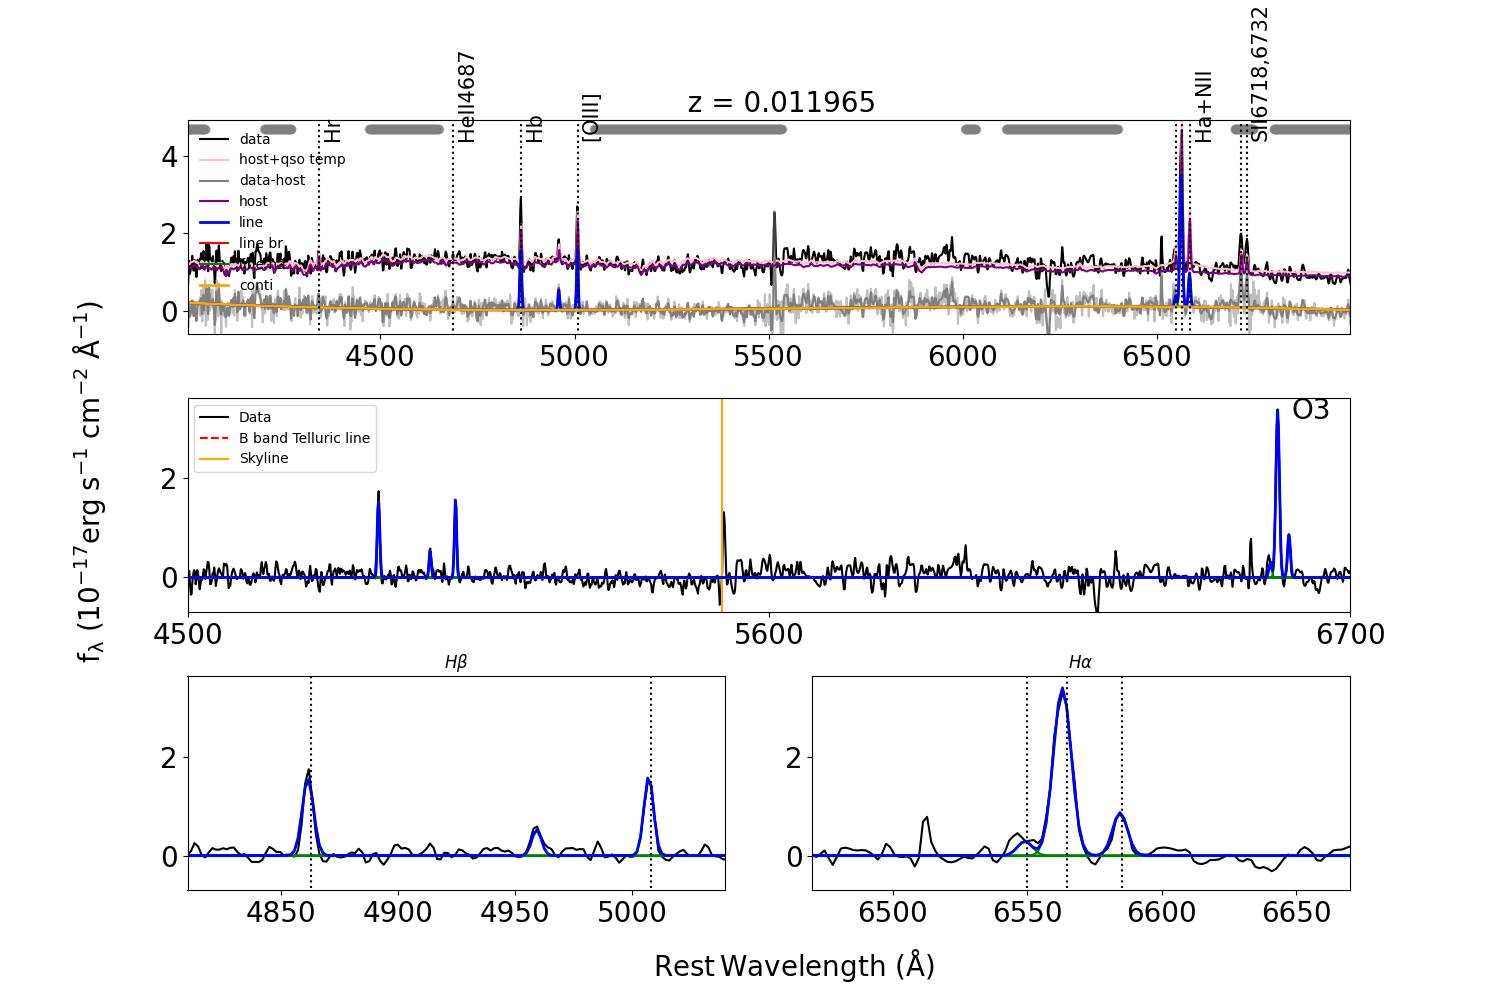 z = 0.011965
Hr
HeII4687
Hb
[OIII]
Ha+NII
SII6718,6732
data
host+qso temp
data-host
host
line
line br
conti
4
2
0
4500
5000
5500
6000
6500
Data
B band Telluric line
Skyline
O3
2
0
4500
5600
6700
fλ (10⁻¹⁷erg s⁻¹ cm⁻² Å⁻¹)
Hβ
2
0
4850
4900
4950
5000
Hα
2
0
6500
6550
6600
6650
Rest Wavelength (Å)